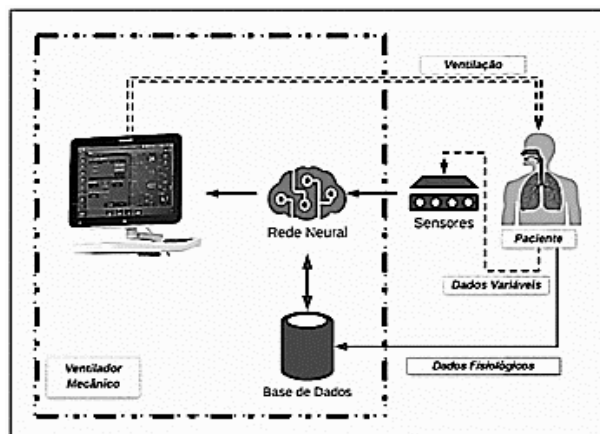 Ventilação
Rede Neural
Sensores
Paciente
Dados Variáveis
Ventilador
Mecânico
Base de Dados
Dados Fisiológicos